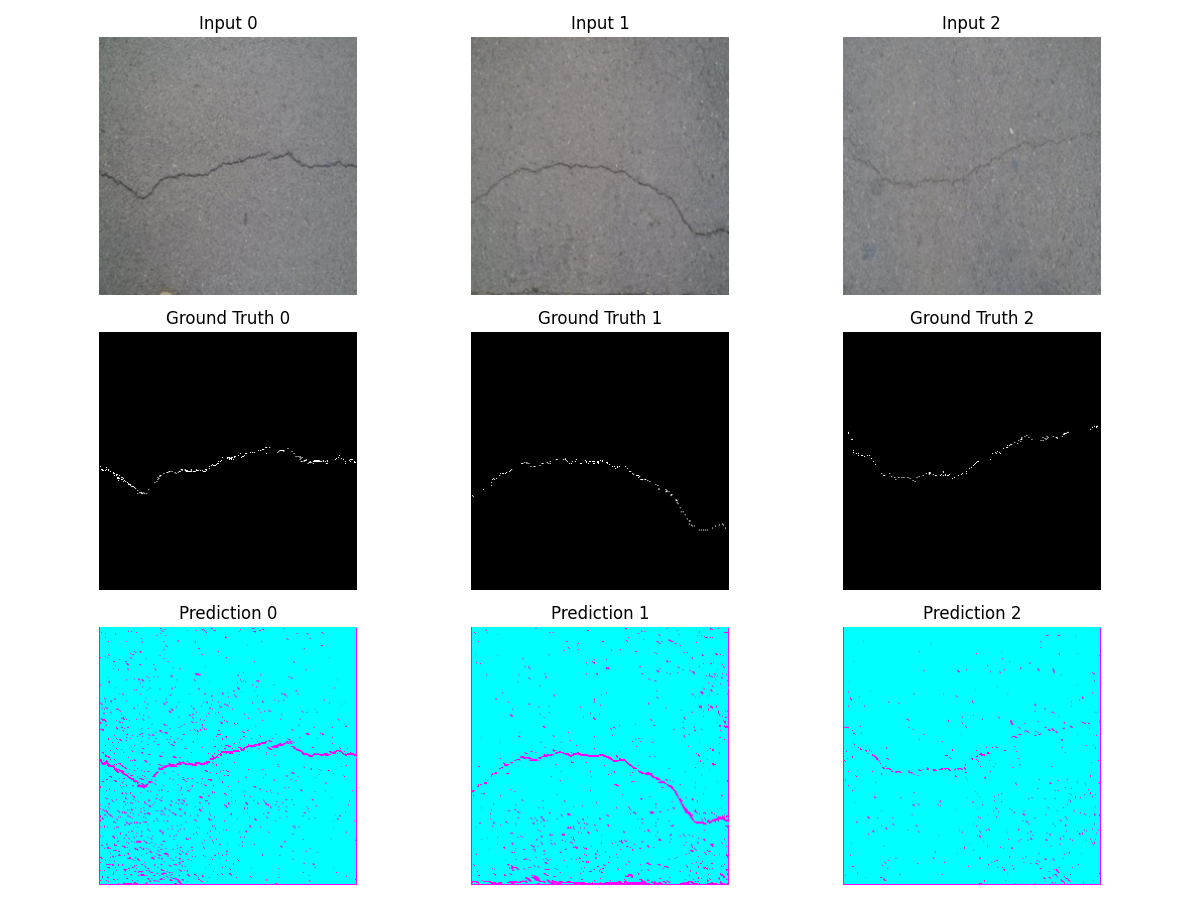 Input 0
Input 1
Input 2
Ground Truth 0
Ground Truth 1
Ground Truth 2
Prediction 0
Prediction 1
Prediction 2